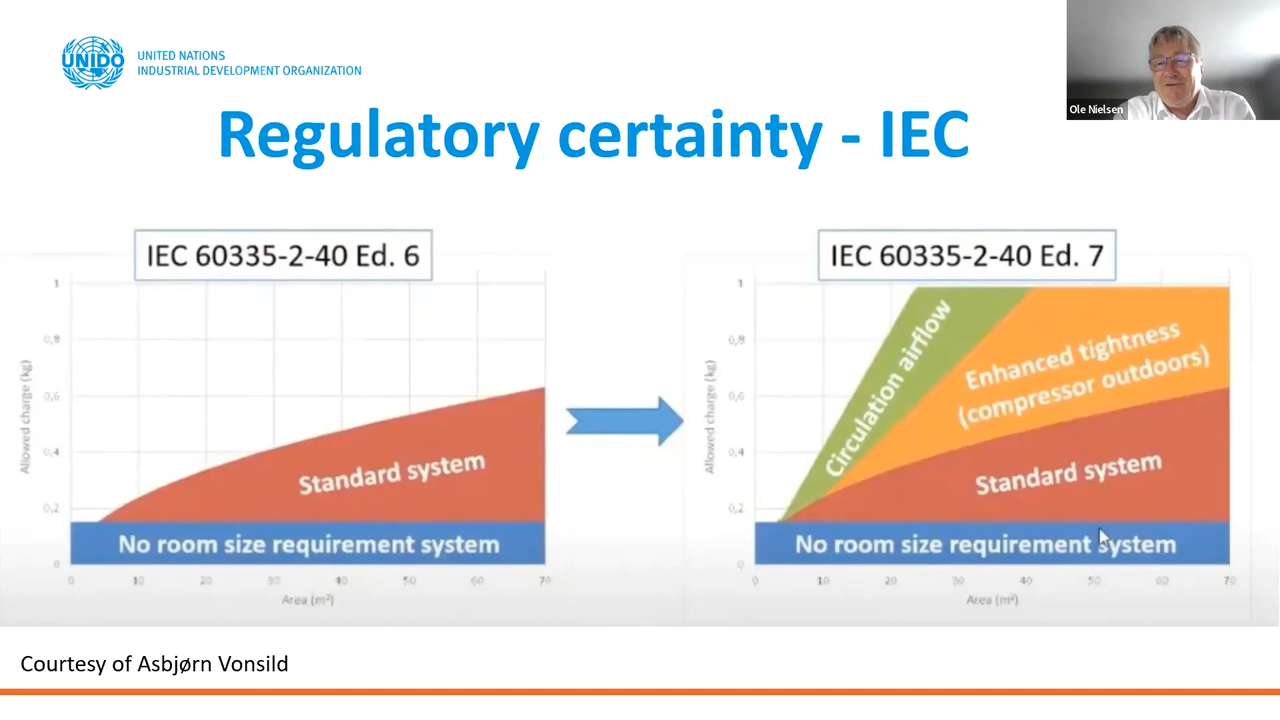 UNIDO
UNITED NATIONS
INDUSTRIAL DEVELOPMENT ORGANIZATION
Ole Nielsen
Regulatory certainty - IEC
IEC 60335-2-40 Ed. 6
Allowed charge (kg)
1
0,8
0,6
0,4
0,2
0
Standard system
No room size requirement system
0 10 20 30 40 50 60 70
Area (m²)
IEC 60335-2-40 Ed. 7
Allowed charge (kg)
1
0,8
0,6
0,4
0,2
0
Circulation airflow
Enhanced tightness
(compressor outdoors)
Standard system
No room size requirement system
0 10 20 30 40 50 60 70
Area (m²)
Courtesy of Asbjørn Vonsild